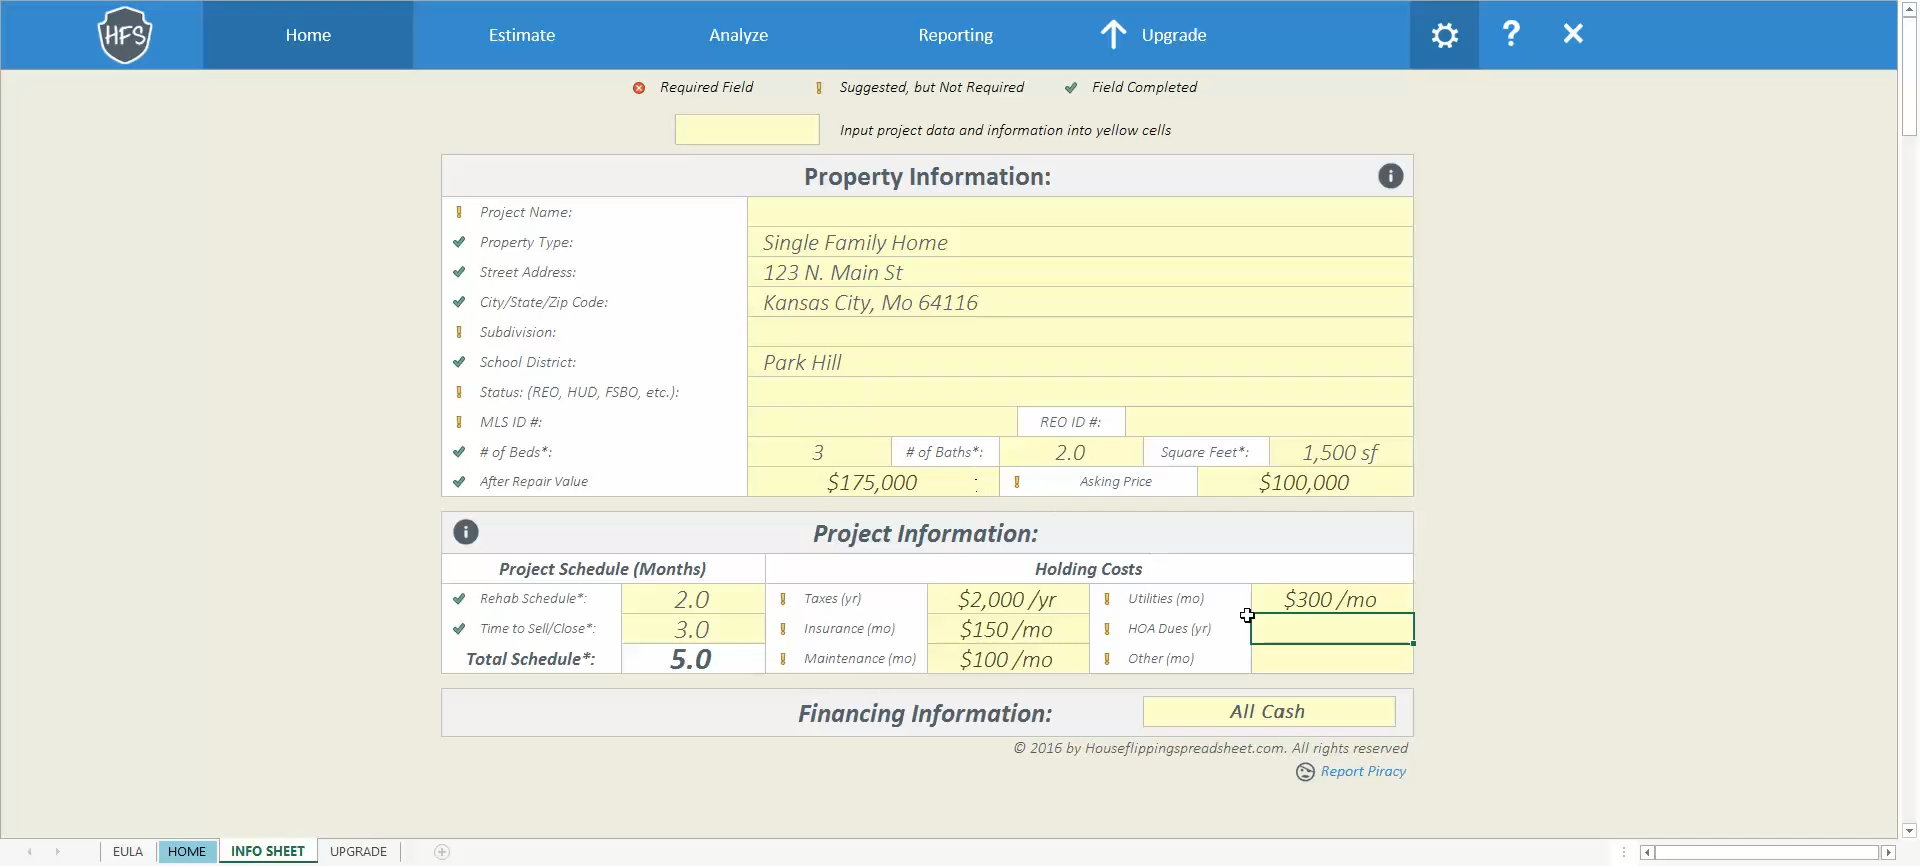 HFS Home Estimate Analyze Reporting Upgrade ?
Required Field Suggested, but Not Required Field Completed
Input project data and information into yellow cells
Property Information:
Project Name:
Property Type: Single Family Home
Street Address: 123 N. Main St
City/State/Zip Code: Kansas City, Mo 64116
Subdivision:
School District: Park Hill
Status: (REO, HUD, FSBO, etc.):
MLS ID #: REO ID #:
# of Beds*: 3 # of Baths*: 2.0 Square Feet*: 1,500 sf
After Repair Value $175,000 : Asking Price $100,000
Project Information:
Project Schedule (Months) Holding Costs
Rehab Schedule*: 2.0 Taxes (yr) $2,000 /yr Utilities (mo) $300 /mo
Time to Sell/Close*: 3.0 Insurance (mo) $150 /mo HOA Dues (yr)
Total Schedule*: 5.0 Maintenance (mo) $100 /mo Other (mo)
Financing Information: All Cash
© 2016 by Houseflippingspreadsheet.com. All rights reserved
Report Piracy
EULA HOME INFO SHEET UPGRADE